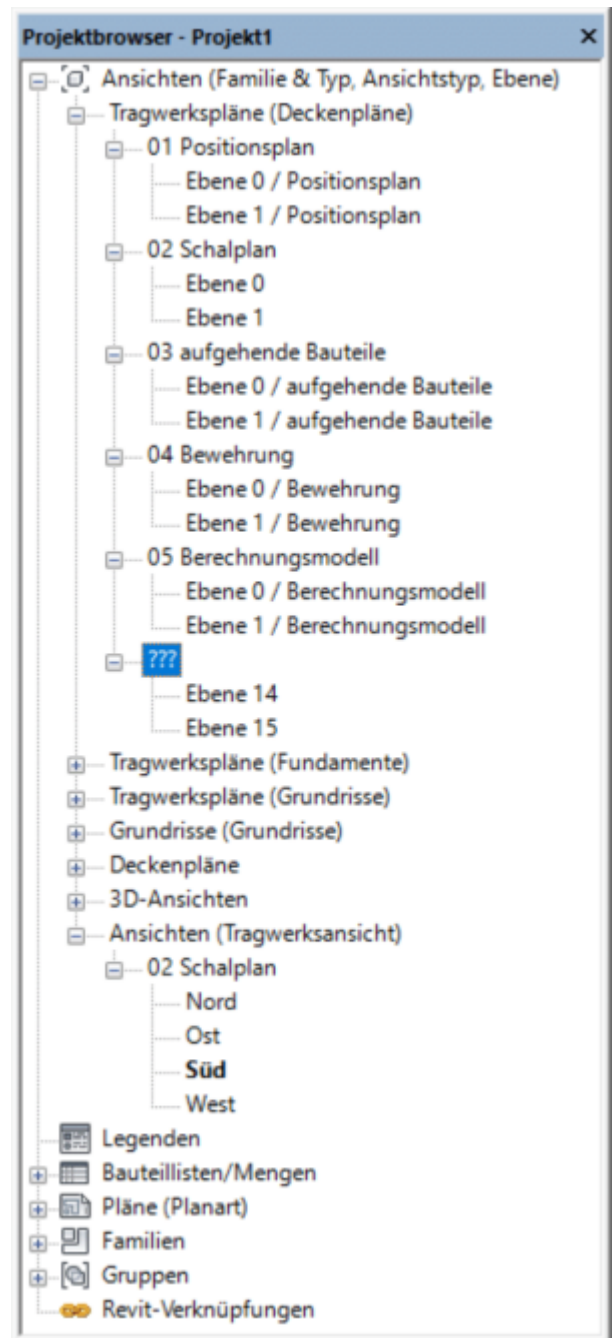 Projektbrowser - Projekt1
Ansichten (Familie & Typ, Ansichtstyp, Ebene)
Tragwerkspläne (Deckenpläne)
01 Positionsplan
Ebene 0 / Positionsplan
Ebene 1 / Positionsplan
02 Schalplan
Ebene 0
Ebene 1
03 aufgehende Bauteile
Ebene 0 / aufgehende Bauteile
Ebene 1 / aufgehende Bauteile
04 Bewehrung
Ebene 0 / Bewehrung
Ebene 1 / Bewehrung
05 Berechnungsmodell
Ebene 0 / Berechnungsmodell
Ebene 1 / Berechnungsmodell
???
Ebene 14
Ebene 15
Tragwerkspläne (Fundamente)
Tragwerkspläne (Grundrisse)
Grundrisse (Grundrisse)
Deckenpläne
3D-Ansichten
Ansichten (Tragwerksansicht)
02 Schalplan
Nord
Ost
Süd
West
Legenden
Bauteillisten/Mengen
Pläne (Planart)
Familien
Gruppen
Revit-Verknüpfungen